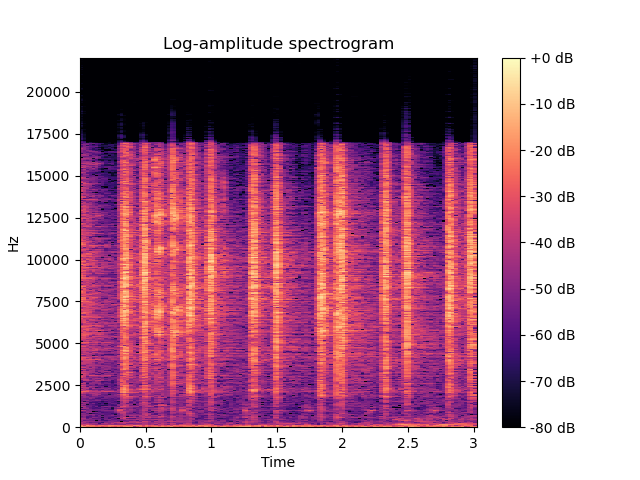 Log-amplitude spectrogram
Hz
20000
17500
15000
12500
10000
7500
5000
2500
0
0
0.5
1
1.5
2
2.5
3
Time
+0 dB
-10 dB
-20 dB
-30 dB
-40 dB
-50 dB
-60 dB
-70 dB
-80 dB